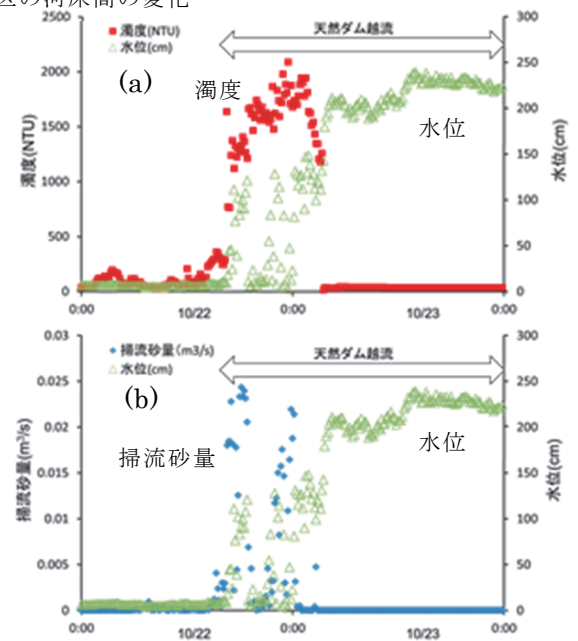 区の河床高の変化
2500
300
濁度(NTU)
水位(cm)
天然ダム越流
2000
250
(a)
濁度
200
1500
水位
濁度(NTU)
150
水位(cm)
1000
100
500
50
0
0
0:00
10/22
0:00
10/23
0:00
0.03
300
掃流砂量(m3/s)
水位(cm)
天然ダム越流
0.025
250
(b)
0.02
200
掃流砂量
水位
0.015
150
掃流砂量(m³/s)
水位(cm)
0.01
100
0.005
50
0
0
0:00
10/22
0:00
10/23
0:00